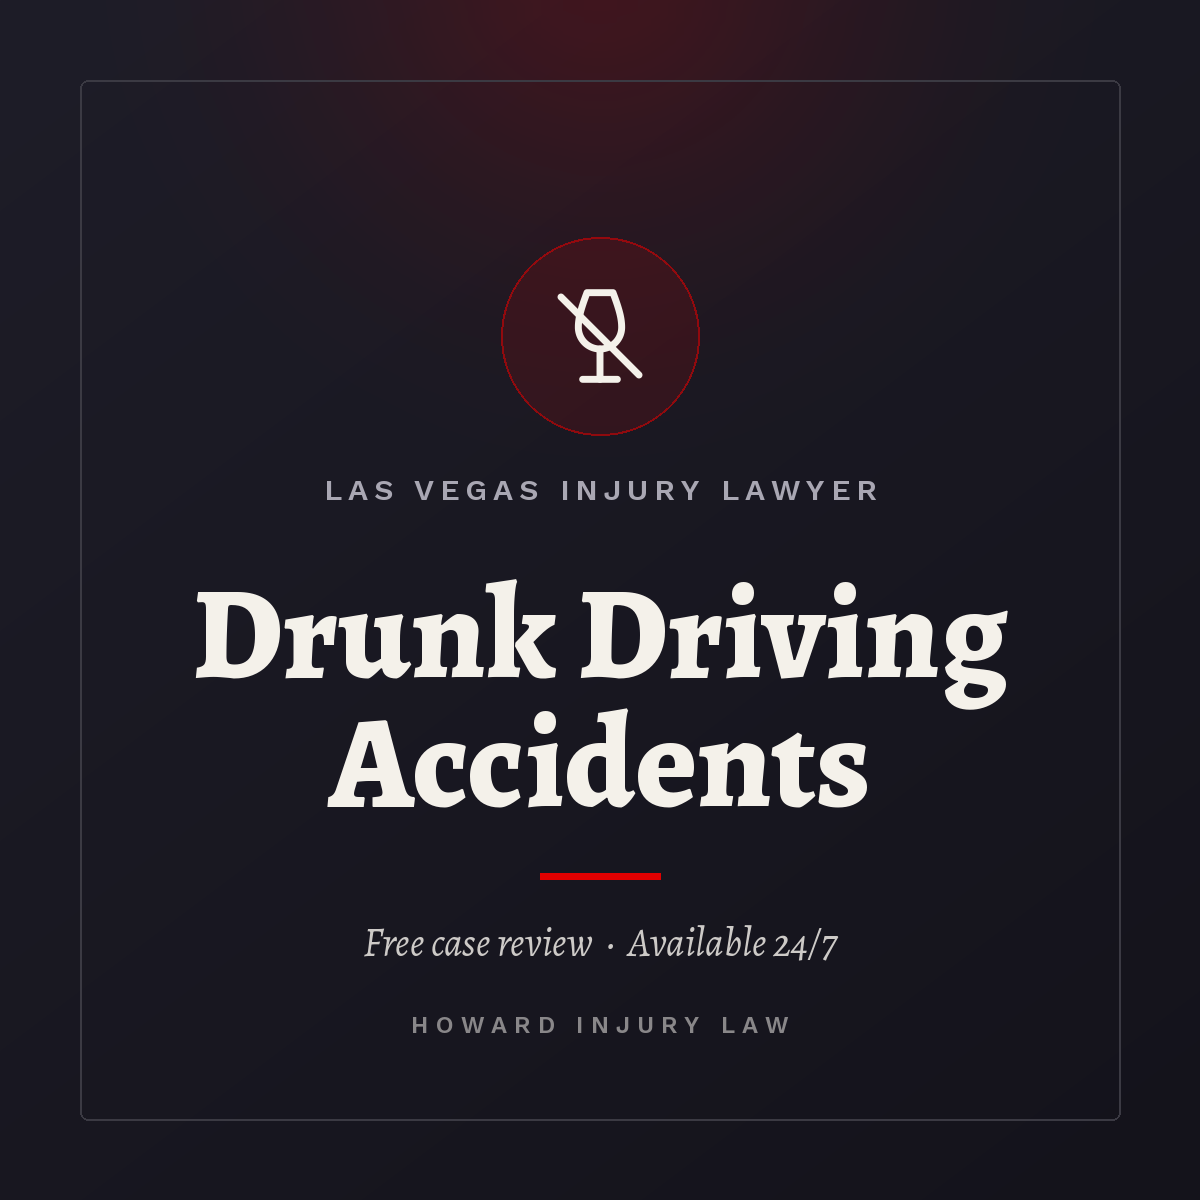 LAS VEGAS INJURY LAWYER
Drunk Driving
Accidents
Free case review · Available 24/7
HOWARD INJURY LAW